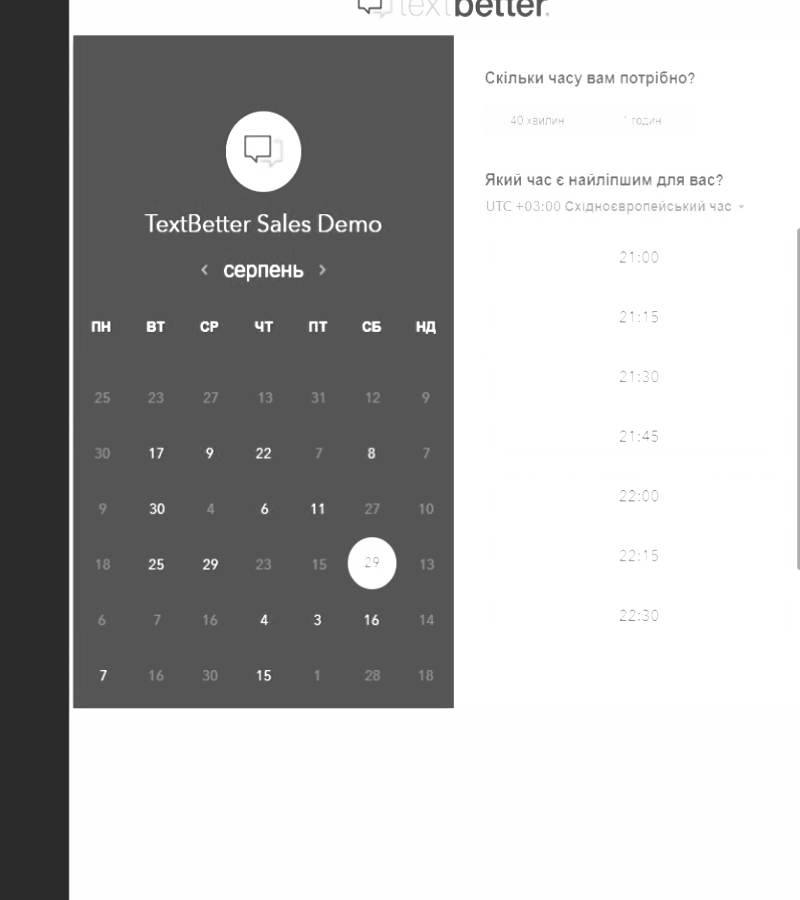 textbetter.
TextBetter Sales Demo
‹ серпень ›
ПН ВТ СР ЧТ ПТ СБ НД
25 23 27 13 31 12 9
30 17 9 22 7 8 7
9 30 4 6 11 27 10
18 25 29 23 15 29 13
6 7 16 4 3 16 14
7 16 30 15 1 28 18
Скільки часу вам потрібно?
40 хвилин 1 годин
Який час є найліпшим для вас?
UTC +03:00 Східноєвропейський час
21:00
21:15
21:30
21:45
22:00
22:15
22:30